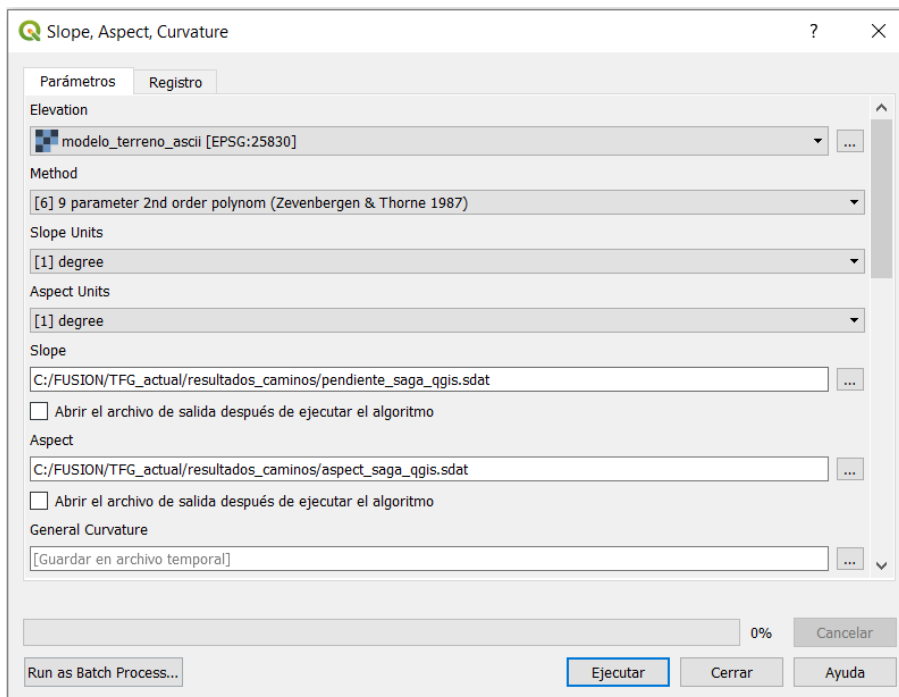 Slope, Aspect, Curvature
?
Parámetros
Registro
Elevation
modelo_terreno_ascii [EPSG:25830]
...
Method
[6] 9 parameter 2nd order polynom (Zevenbergen & Thorne 1987)
Slope Units
[1] degree
Aspect Units
[1] degree
Slope
C:/FUSION/TFG_actual/resultados_caminos/pendiente_saga_qgis.sdat
...
Abrir el archivo de salida después de ejecutar el algoritmo
Aspect
C:/FUSION/TFG_actual/resultados_caminos/aspect_saga_qgis.sdat
...
Abrir el archivo de salida después de ejecutar el algoritmo
General Curvature
[Guardar en archivo temporal]
...
0%
Cancelar
Run as Batch Process...
Ejecutar
Cerrar
Ayuda